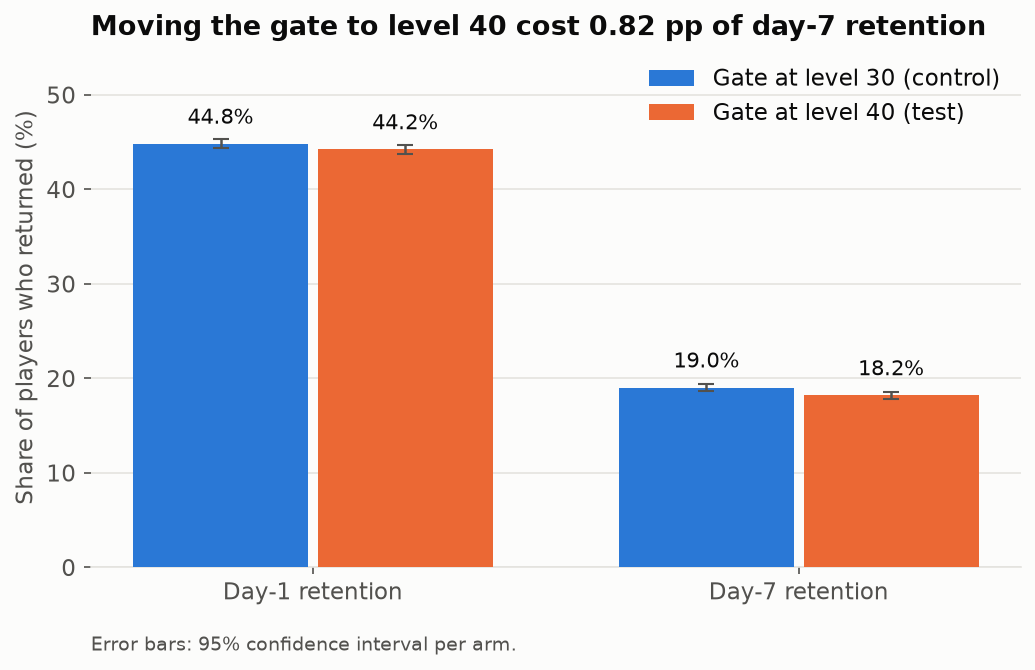 Moving the gate to level 40 cost 0.82 pp of day-7 retention
Gate at level 30 (control)
Gate at level 40 (test)
Share of players who returned (%)
50
40
30
20
10
0
44.8%
44.2%
19.0%
18.2%
Day-1 retention
Day-7 retention
Error bars: 95% confidence interval per arm.